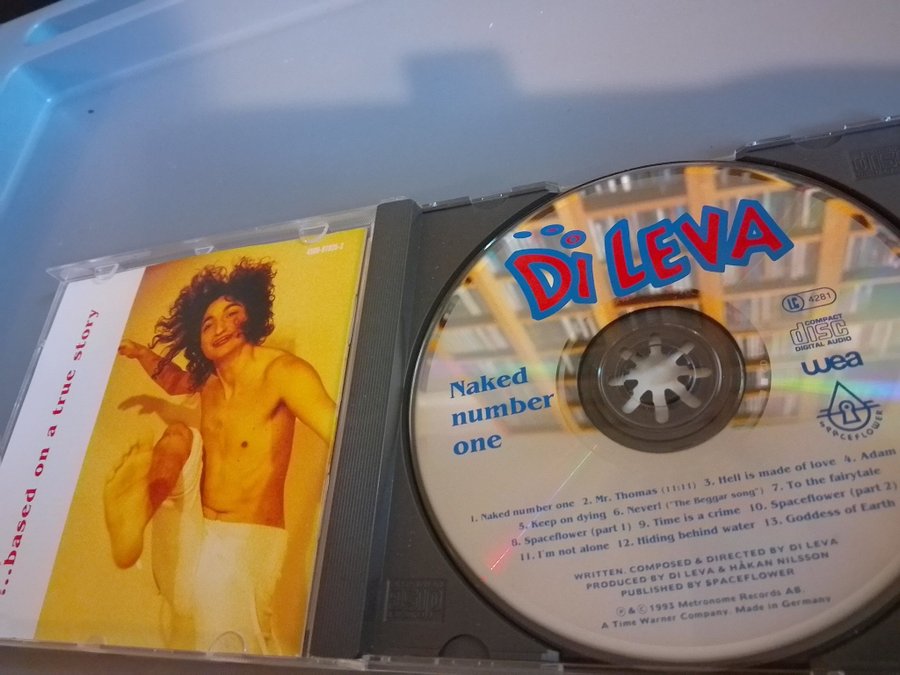 ...based on a true story
Di LEVA
LC 4281
COMPACT
disc
DIGITAL AUDIO
wea
SPACEFLOWER
Naked
number
one
1. Naked number one 2. Mr. Thomas (11:11) 3. Hell is made of love 4. Adam
5. Keep on dying 6. Never! ("The Beggar song") 7. To the fairytale
8. Spaceflower (part 1) 9. Time is a crime 10. Spaceflower (part 2)
11. I'm not alone 12. Hiding behind water 13. Goddess of Earth
WRITTEN, COMPOSED & DIRECTED BY DI LEVA
PRODUCED BY DI LEVA & HÅKAN NILSSON
PUBLISHED BY SPACEFLOWER
℗ & © 1993 Metronome Records AB.
A Time Warner Company. Made in Germany